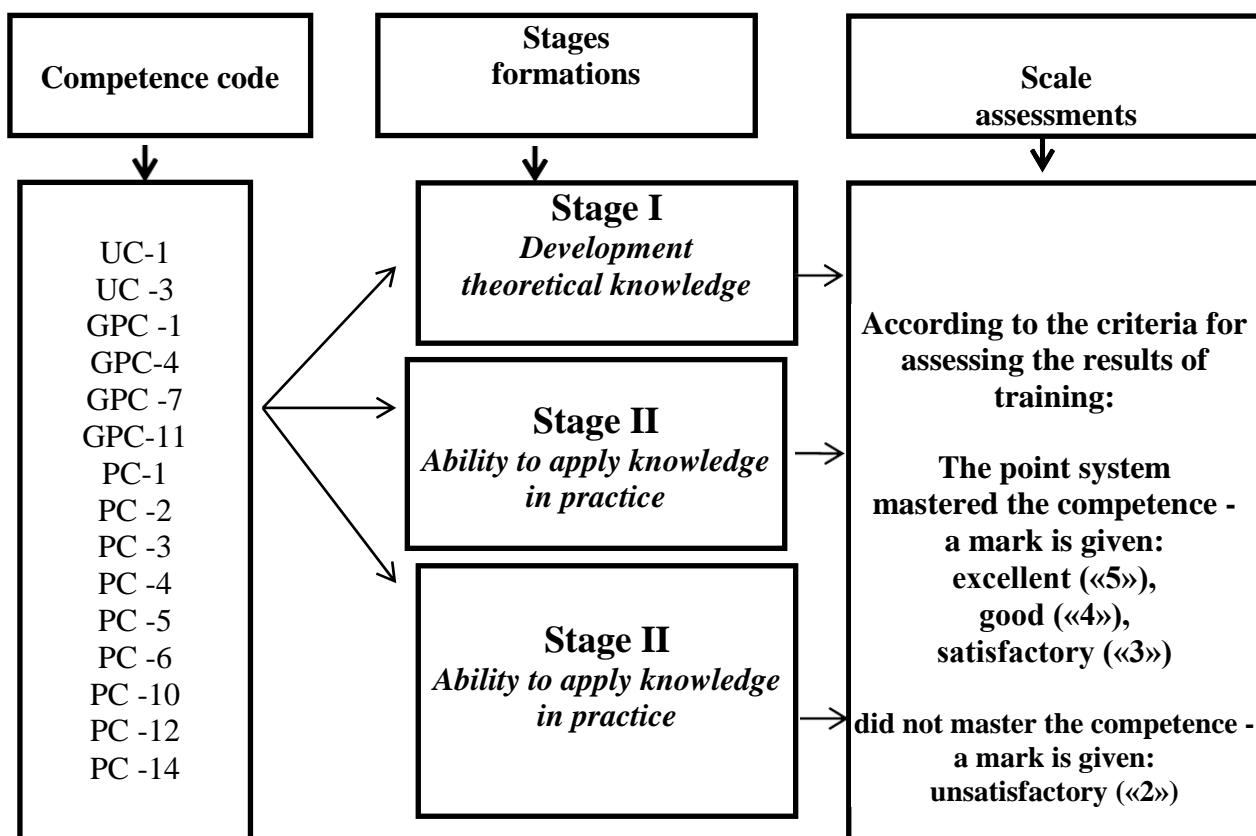 Competence code
Stages
formations
Scale
assessments
UC-1
UC -3
GPC -1
GPC-4
GPC -7
GPC-11
PC-1
PC -2
PC -3
PC -4
PC -5
PC -6
PC -10
PC -12
PC -14
Stage I
Development
theoretical knowledge
Stage II
Ability to apply knowledge
in practice
Stage II
Ability to apply knowledge
in practice
According to the criteria for
assessing the results of
training:
The point system
mastered the competence -
a mark is given:
excellent («5»),
good («4»),
satisfactory («3»)
did not master the competence -
a mark is given:
unsatisfactory («2»)